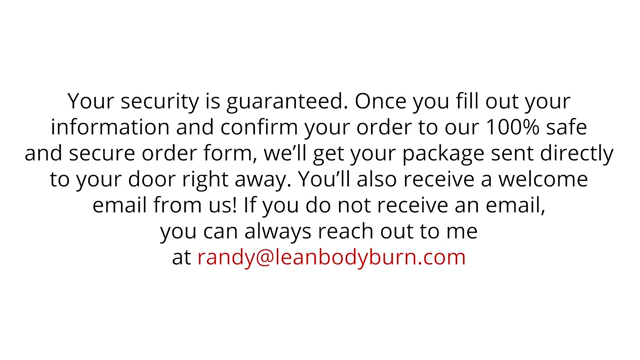 Your security is guaranteed. Once you fill out your
information and confirm your order to our 100% safe
and secure order form, we’ll get your package sent directly
to your door right away. You’ll also receive a welcome
email from us! If you do not receive an email,
you can always reach out to me
at randy@leanbodyburn.com